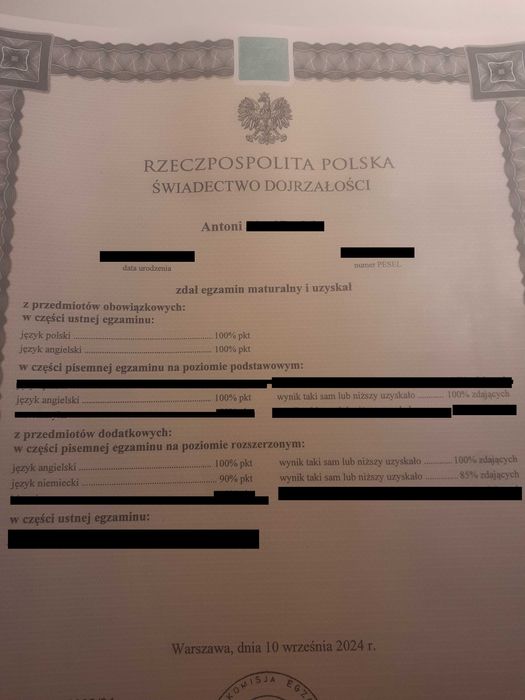 RZECZPOSPOLITA POLSKA
ŚWIADECTWO DOJRZAŁOŚCI
Antoni
data urodzenia numer PESEL
zdał egzamin maturalny i uzyskał
z przedmiotów obowiązkowych:
w części ustnej egzaminu:
język polski ........ 100% pkt
język angielski ........ 100% pkt
w części pisemnej egzaminu na poziomie podstawowym:
język angielski ........ 100% pkt wynik taki sam lub niższy uzyskało ........ 100% zdających
z przedmiotów dodatkowych:
w części pisemnej egzaminu na poziomie rozszerzonym:
język angielski ........ 100% pkt wynik taki sam lub niższy uzyskało ........ 100% zdających
język niemiecki ........ 90% pkt wynik taki sam lub niższy uzyskało ........ 85% zdających
w części ustnej egzaminu:
Warszawa, dnia 10 września 2024 r.
KOMISJA EGZ